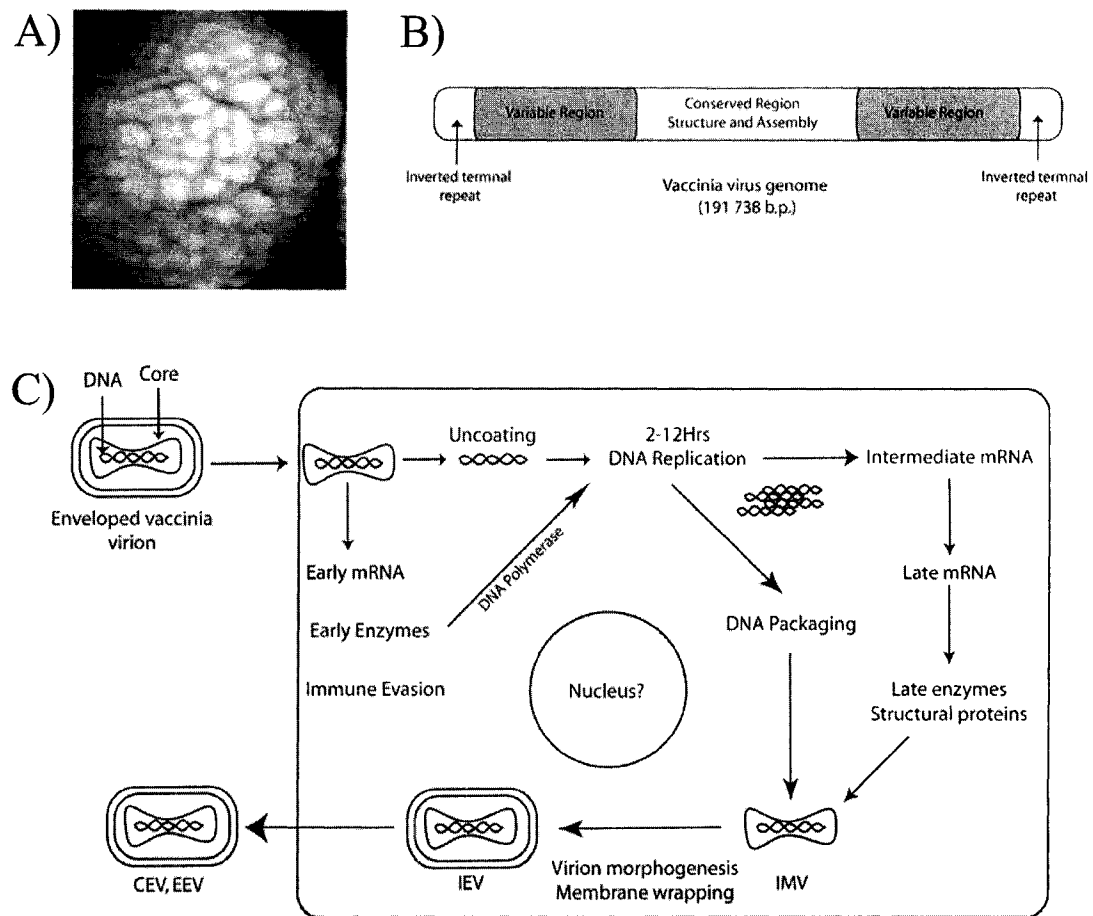 A)
B)
Variable Region
Conserved Region
Structure and Assembly
Variable Region
Inverted termnal
repeat
Vaccinia virus genome
(191 738 b.p.)
Inverted termnal
repeat
C)
DNA
Core
Enveloped vaccinia
virion
Uncoating
2-12Hrs
DNA Replication
Intermediate mRNA
Early mRNA
DNA Polymerase
Late mRNA
Early Enzymes
DNA Packaging
Immune Evasion
Nucleus?
Late enzymes
Structural proteins
CEV, EEV
IEV
Virion morphogenesis
Membrane wrapping
IMV